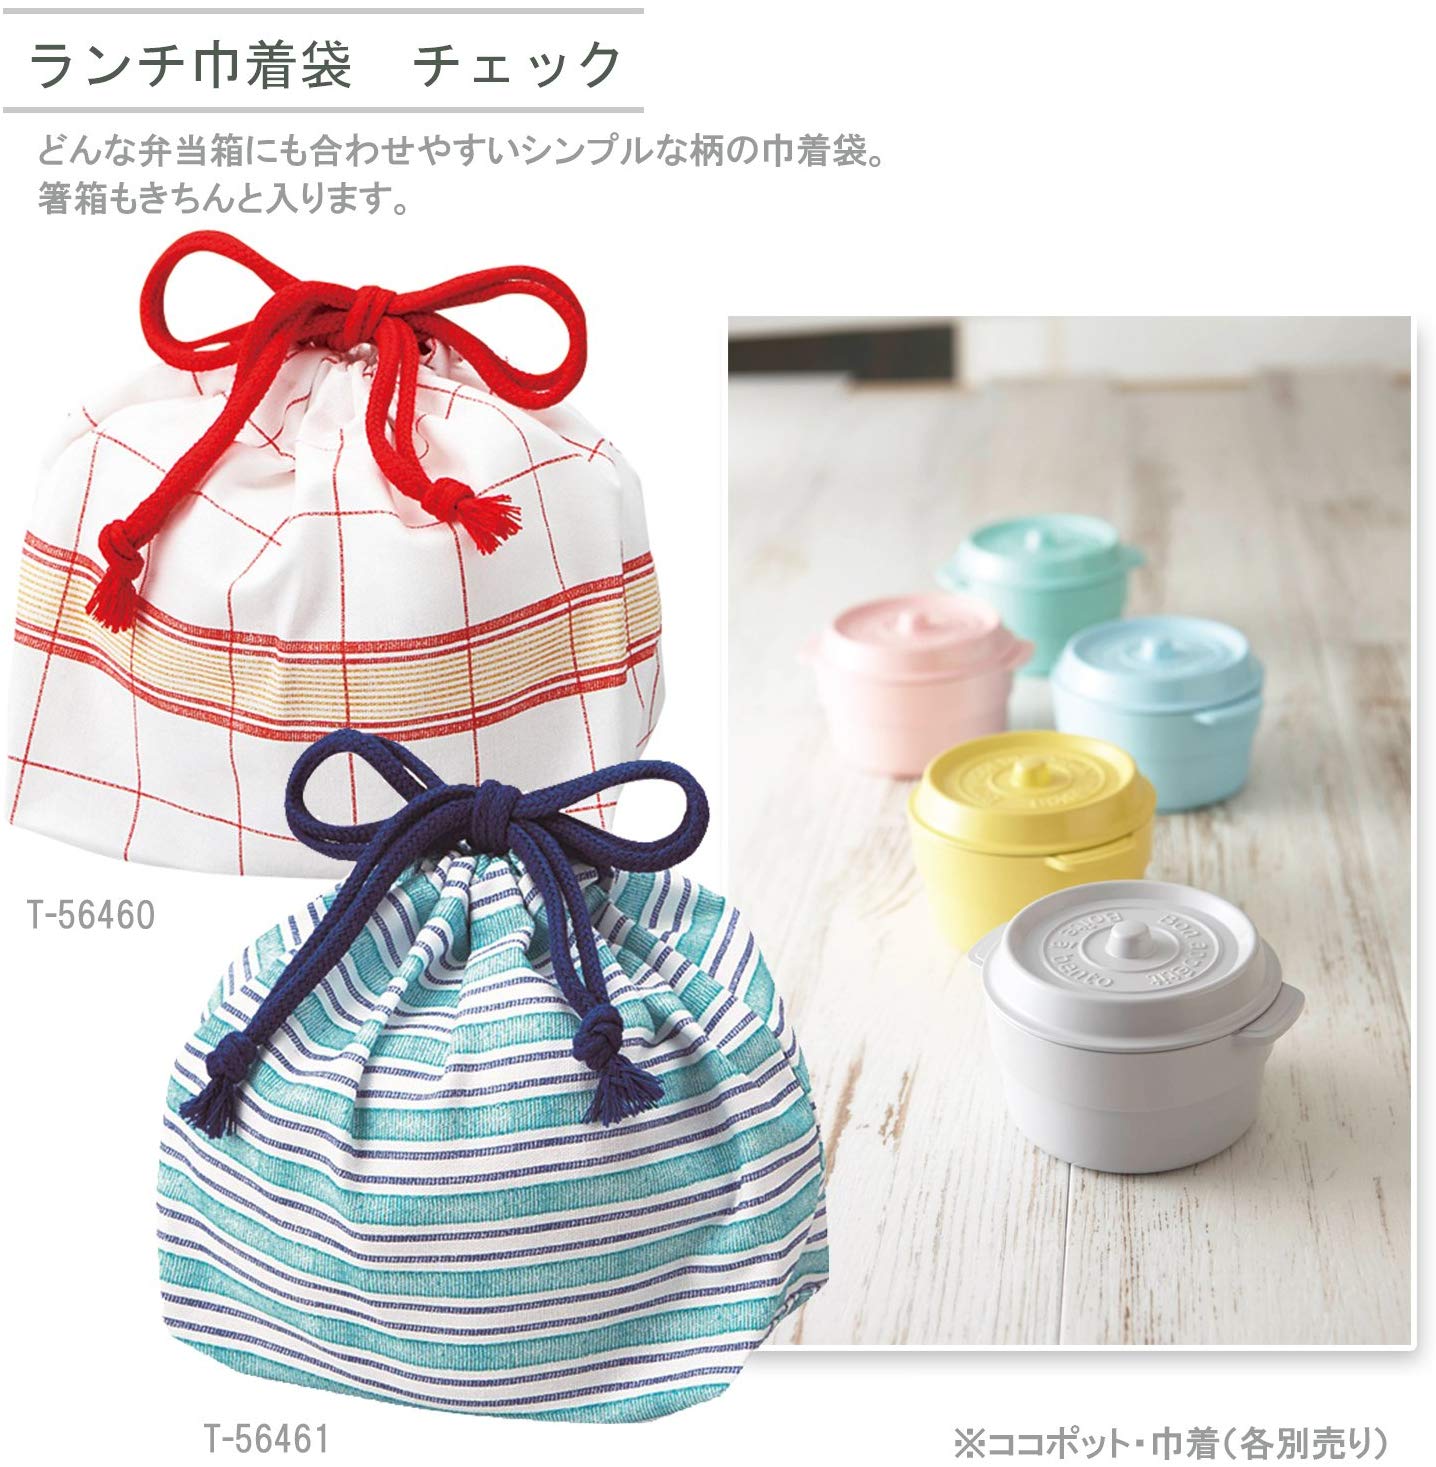 ランチ巾着袋　チェック
どんな弁当箱にも合わせやすいシンプルな柄の巾着袋。
箸箱もきちんと入ります。
T-56460
T-56461
※ココポット・巾着（各別売り）